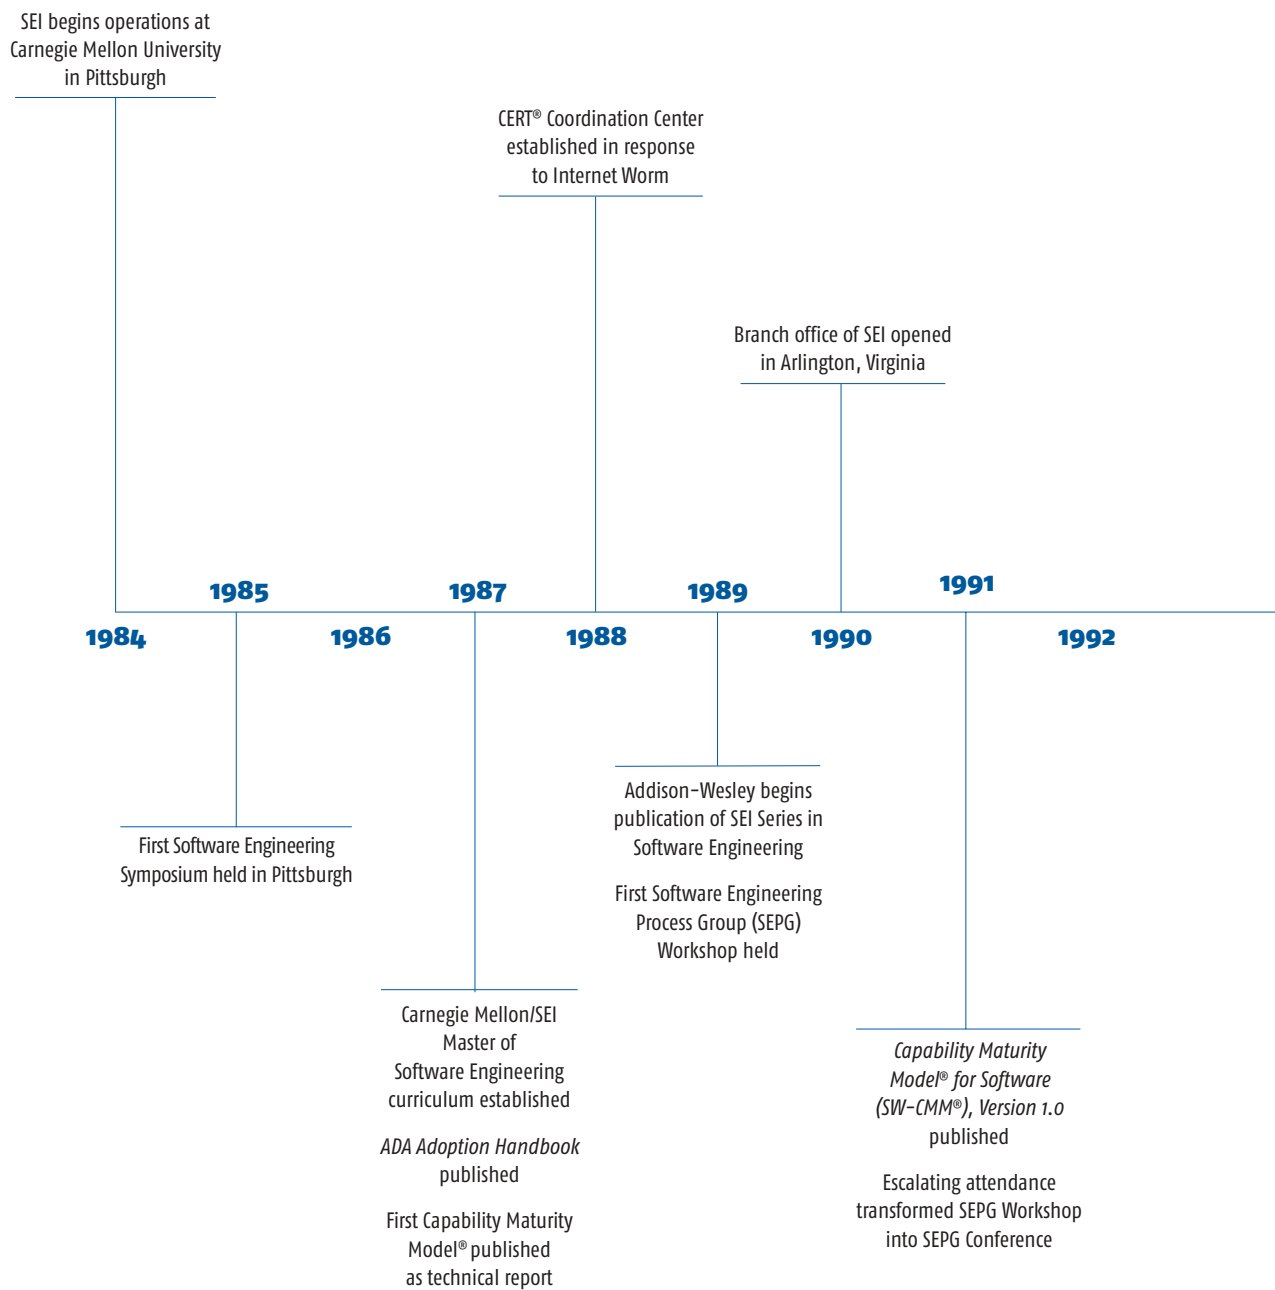 SEI begins operations at
Carnegie Mellon University
in Pittsburgh
CERT® Coordination Center
established in response
to Internet Worm
Branch office of SEI opened
in Arlington, Virginia
1985
1987
1989
1991
1984
1986
1988
1990
1992
First Software Engineering
Symposium held in Pittsburgh
Addison-Wesley begins
publication of SEI Series in
Software Engineering
First Software Engineering
Process Group (SEPG)
Workshop held
Carnegie Mellon/SEI
Master of
Software Engineering
curriculum established
ADA Adoption Handbook
published
First Capability Maturity
Model® published
as technical report
Capability Maturity
Model® for Software
(SW-CMM®), Version 1.0
published
Escalating attendance
transformed SEPG Workshop
into SEPG Conference